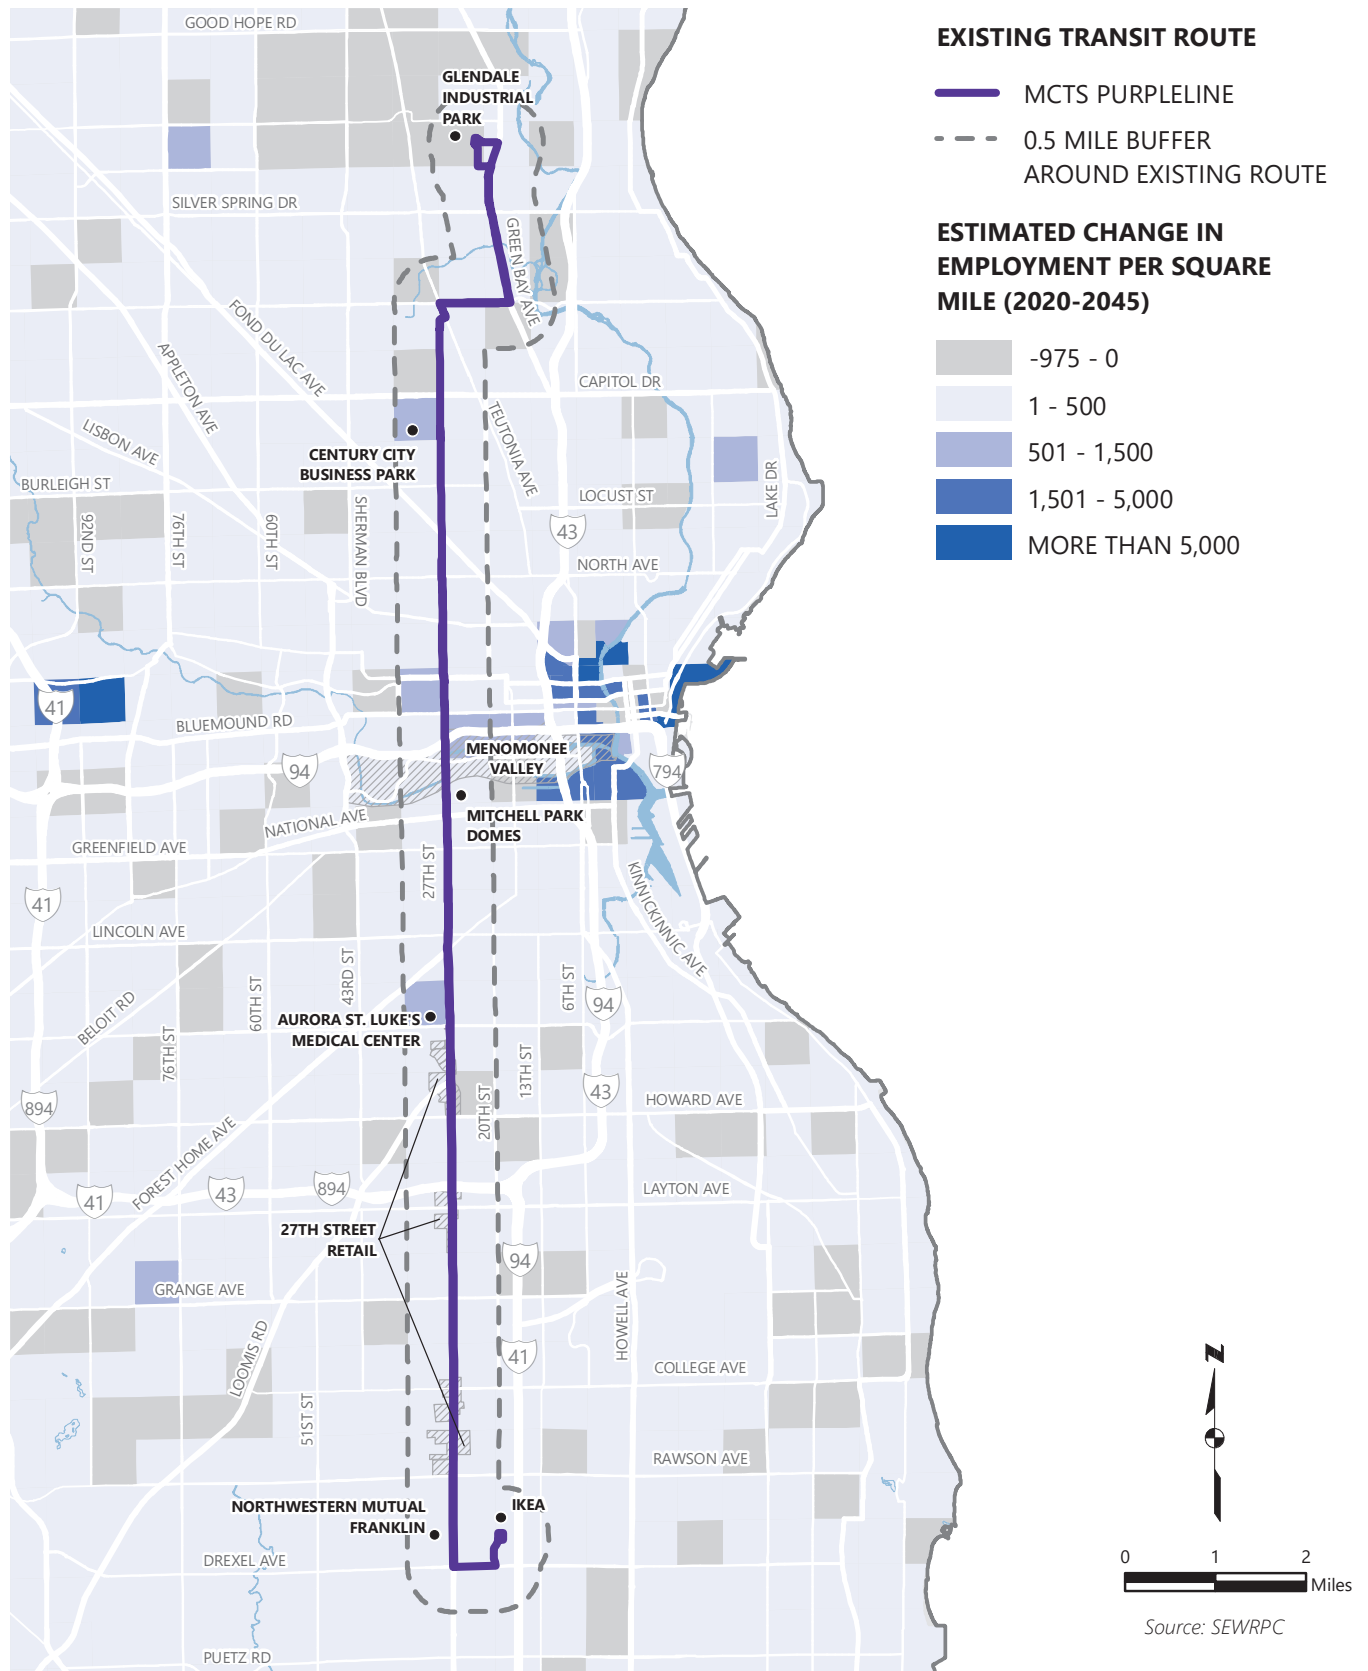 GOOD HOPE RD
GLENDALE
INDUSTRIAL
PARK
SILVER SPRING DR
GREEN BAY AVE
FOND DU LAC AVE
APPLETON AVE
CAPITOL DR
LISBON AVE
TEUTONIA AVE
CENTURY CITY
BUSINESS PARK
BURLEIGH ST
LOCUST ST
LAKE DR
92ND ST
76TH ST
60TH ST
SHERMAN BLVD
43
NORTH AVE
41
BLUEMOUND RD
94
MENOMONEE
VALLEY
794
MITCHELL PARK
DOMES
NATIONAL AVE
GREENFIELD AVE
27TH ST
KINNICKINNIC AVE
41
LINCOLN AVE
43RD ST
60TH ST
6TH ST
94
BELOIT RD
AURORA ST. LUKE'S
MEDICAL CENTER
76TH ST
13TH ST
20TH ST
43
894
HOWARD AVE
FOREST HOME AVE
41
43
894
LAYTON AVE
27TH STREET
RETAIL
94
GRANGE AVE
HOWELL AVE
LOOMIS RD
41
COLLEGE AVE
51ST ST
RAWSON AVE
NORTHWESTERN MUTUAL
FRANKLIN
IKEA
DREXEL AVE
PUETZ RD
EXISTING TRANSIT ROUTE
MCTS PURPLELINE
0.5 MILE BUFFER
AROUND EXISTING ROUTE
ESTIMATED CHANGE IN
EMPLOYMENT PER SQUARE
MILE (2020-2045)
-975 - 0
1 - 500
501 - 1,500
1,501 - 5,000
MORE THAN 5,000
N
0 1 2
Miles
Source: SEWRPC